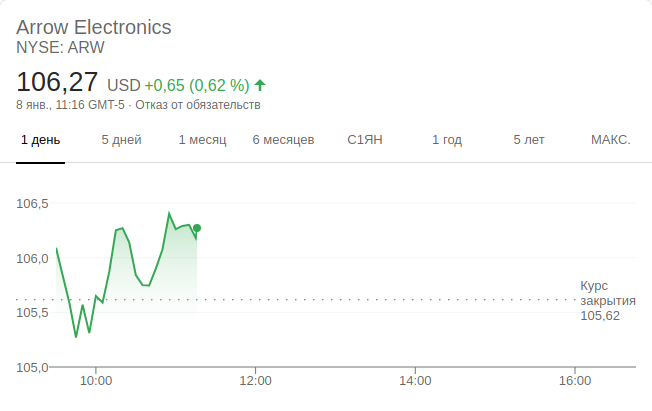 Arrow Electronics
NYSE: ARW
106,27 USD +0,65 (0,62 %)
8 янв., 11:16 GMT-5 · Отказ от обязательств
1 день 5 дней 1 месяц 6 месяцев С1ЯН 1 год 5 лет МАКС.
106,5
106,0
105,5
105,0
Курс
закрытия
105,62
10:00 12:00 14:00 16:00